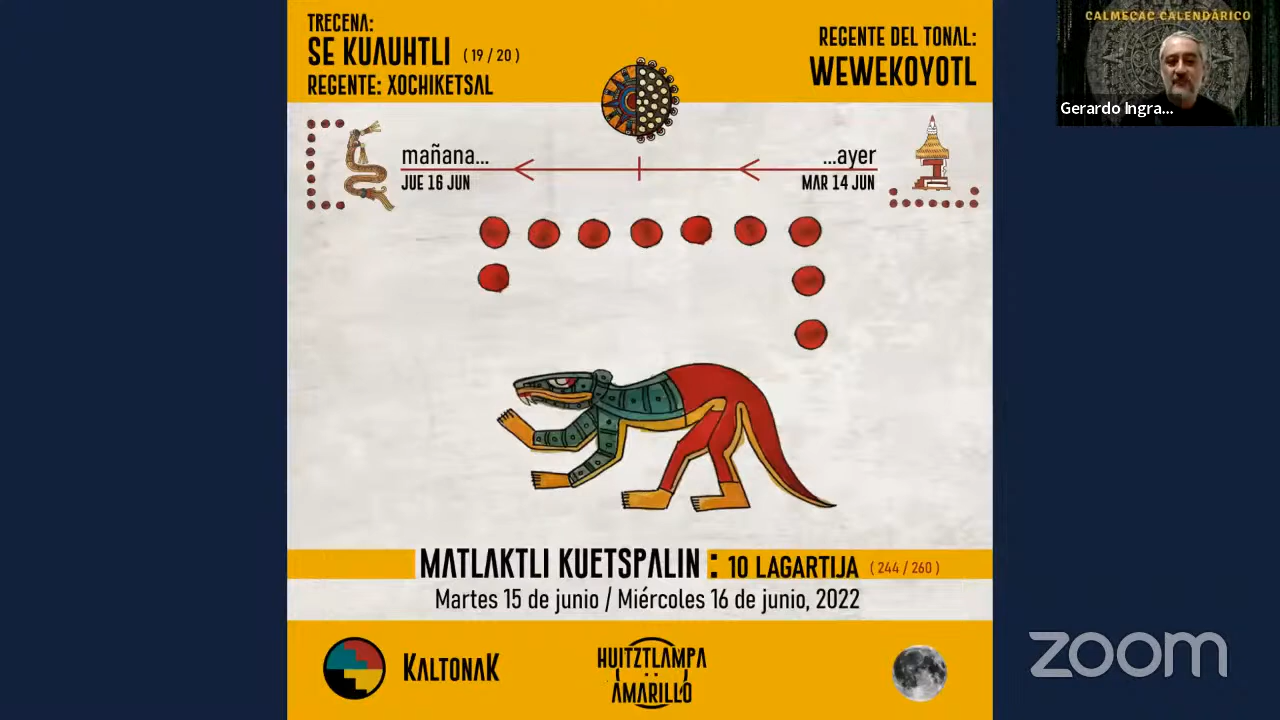 TRECENA:
SE KUAUHTLI ( 19 / 20 )
REGENTE: XOCHIKETSAL
REGENTE DEL TONAL:
WEWEKOYOTL
CALMECAC CALENDÁRICO
Gerardo Ingra...
mañana...
JUE 16 JUN
...ayer
MAR 14 JUN
MATLAKTLI KUETSPALIN : 10 LAGARTIJA ( 244 / 260 )
Martes 15 de junio / Miércoles 16 de junio, 2022
KALTONAK
HUITZTLAMPA
AMARILLO
zoom